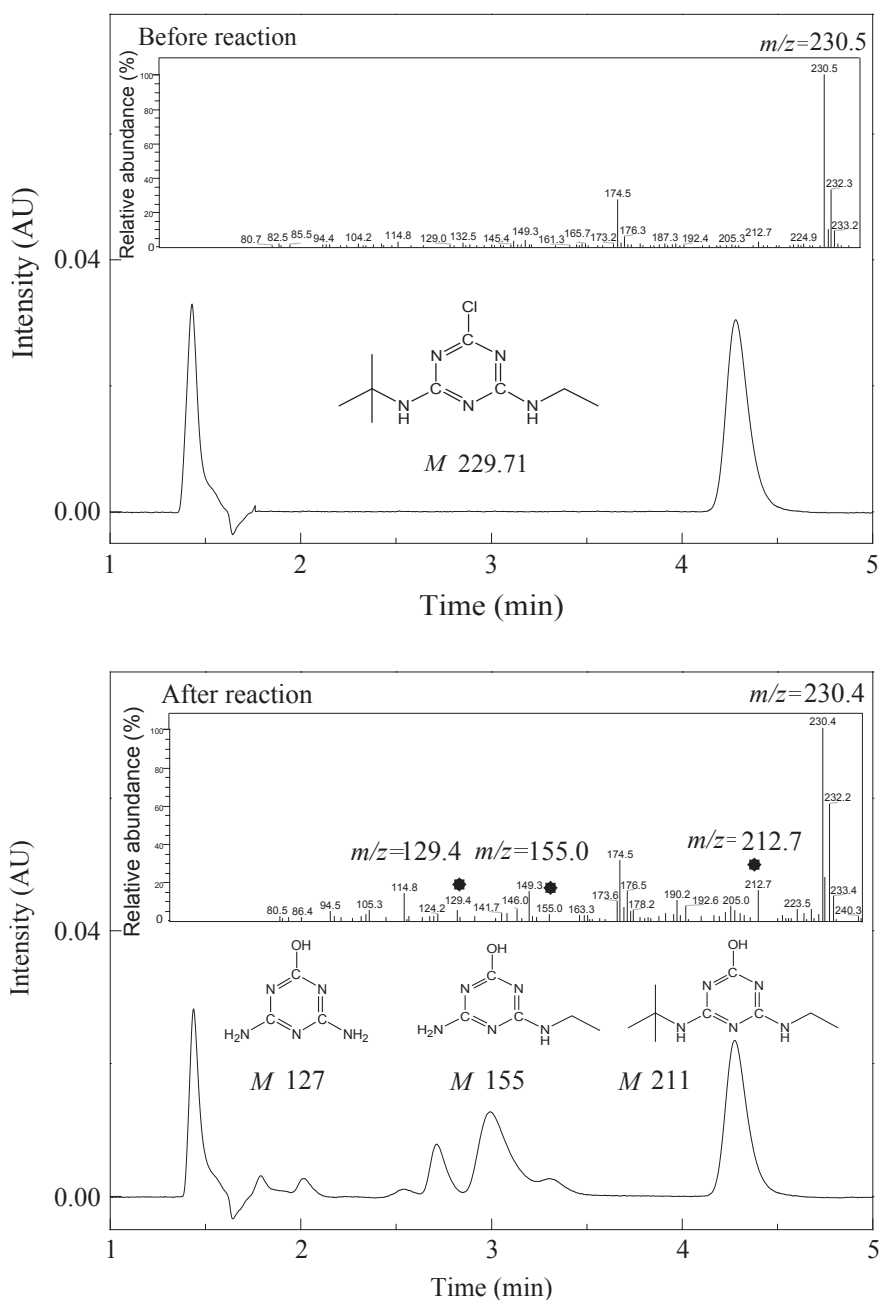 Before reaction
m/z=230.5
Relative abundance (%)
100
80
60
40
20
0
80.7 82.5 85.5 94.4 104.2 114.8 129.0 132.5 145.4 149.3 161.3 165.7 173.2 174.5 176.3 187.3 192.4 205.3 212.7 224.9 230.5 232.3 233.2
Intensity (AU)
0.04
0.00
Cl
C
N N
C C
N
N H
N H
M 229.71
1 2 3 4 5
Time (min)
After reaction
m/z=230.4
Relative abundance (%)
100
80
60
40
20
0
m/z=129.4 m/z=155.0 m/z=212.7
80.5 86.4 94.5 105.3 114.8 124.2 129.4 141.7 146.0 149.3 155.0 163.3 173.6 174.5 176.5 178.2 190.2 192.6 205.0 212.7 223.5 230.4 232.2 233.4 240.3
Intensity (AU)
0.04
0.00
OH
C
N N
C C
H₂N N NH₂
M 127
OH
C
N N
C C
H₂N N N
H
M 155
OH
C
N N
C C
N N N
H H
M 211
1 2 3 4 5
Time (min)